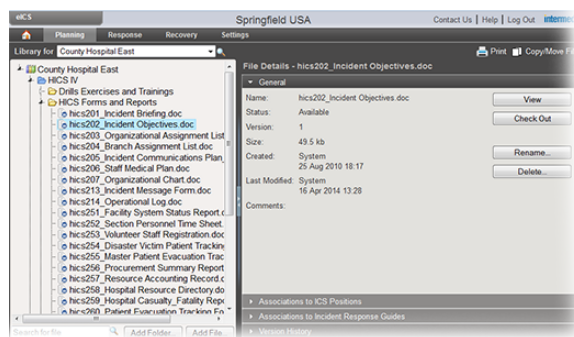 eICS
Springfield USA
Contact Us | Help | Log Out
interme
Planning
Response
Recovery
Settings
Library for
County Hospital East
Print
Copy/Move Fi
County Hospital East
HICS IV
Drills Exercises and Trainings
HICS Forms and Reports
hics201_Incident Briefing.doc
hics202_Incident Objectives.doc
hics203_Organizational Assignment List
hics204_Branch Assignment List.doc
hics205_Incident Communications Plan_
hics206_Staff Medical Plan.doc
hics207_Organizational Chart.doc
hics213_Incident Message Form.doc
hics214_Operational Log.doc
hics251_Facility System Status Report.c
hics252_Section Personnel Time Sheet.
hics253_Volunteer Staff Registration.doc
hics254_Disaster Victim Patient Tracking
hics255_Master Patient Evacuation Trac
hics256_Procurement Summary Report
hics257_Resource Accounting Record.c
hics258_Hospital Resource Directory.do
hics259_Hospital Casualty_Fatality Repo
hics260_Patient Evacuation Tracking Fo
Search for file
Add Folder...
Add File...
File Details - hics202_Incident Objectives.doc
General
Name: hics202_Incident Objectives.doc
Status: Available
Version: 1
Size: 49.5 kb
Created: System
25 Aug 2010 18:17
Last Modified: System
16 Apr 2014 13:28
Comments:
View
Check Out
Rename...
Delete...
Associations to ICS Positions
Associations to Incident Response Guides
Version History